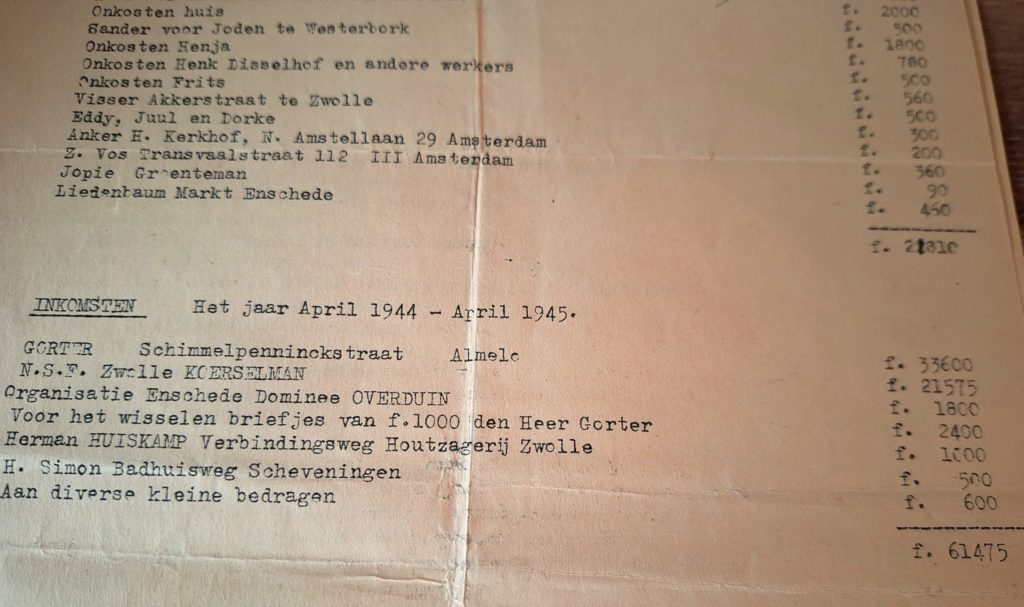 Onkosten huis f. 2000
Sander voor Joden te Westerbork f. 500
Onkosten Henja f. 1800
Onkosten Henk Disselhof en andere werkers f. 780
Onkosten Frits f. 500
Visser Akkerstraat te Zwolle f. 560
Eddy, Juul en Dorke f. 500
Anker H. Kerkhof, N. Amstellaan 29 Amsterdam f. 300
Z. Vos Transvaalstraat 112 III Amsterdam f. 200
Jopie Groenteman f. 360
Liedenbaum Markt Enschede f. 90
f. 450
f. 21810
INKOMSTEN Het jaar April 1944 - April 1945.
GORTER Schimmelpenninckstraat Almelo f. 33600
N.S.F. Zwolle KOERSELMAN f. 21575
Organisatie Enschede Dominee OVERDUIN f. 1800
Voor het wisselen briefjes van f.1000 den Heer Gorter f. 2400
Herman HUISKAMP Verbindingsweg Houtzagerij Zwolle f. 1000
H. Simon Badhuisweg Scheveningen f. 500
Aan diverse kleine bedragen f. 600
f. 61475